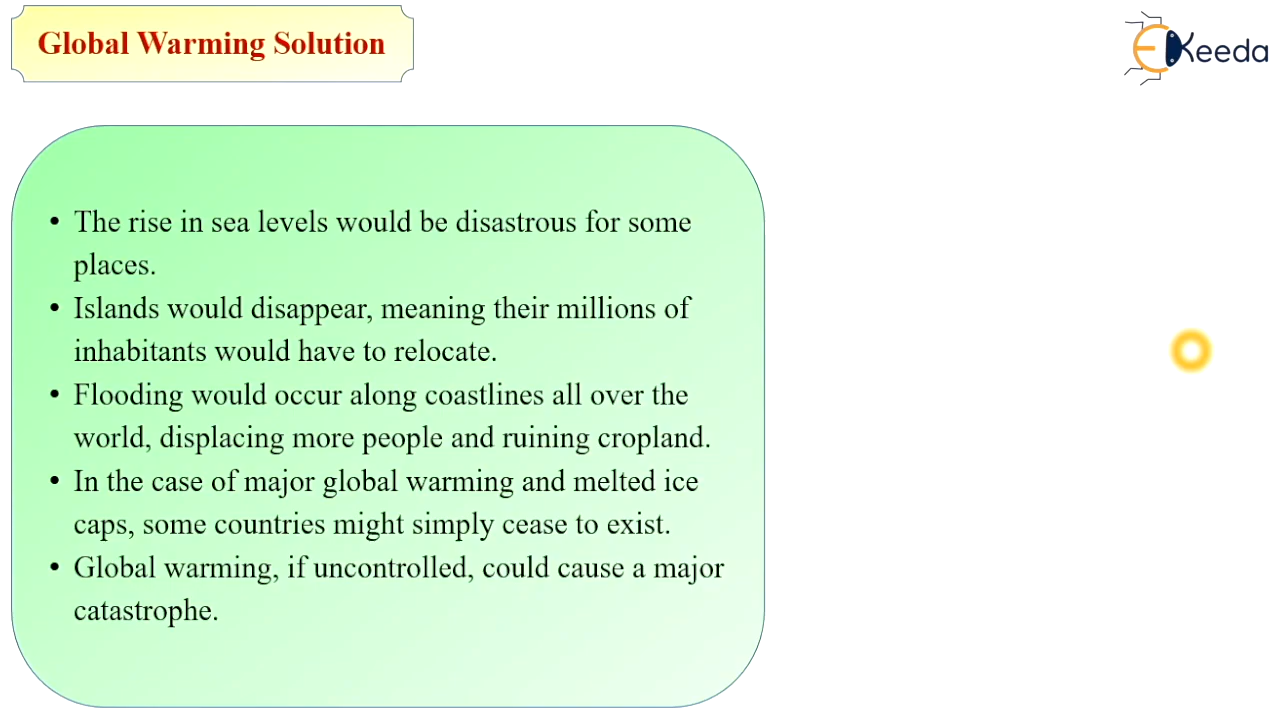 Global Warming Solution
EKeeda
• The rise in sea levels would be disastrous for some
places.
• Islands would disappear, meaning their millions of
inhabitants would have to relocate.
• Flooding would occur along coastlines all over the
world, displacing more people and ruining cropland.
• In the case of major global warming and melted ice
caps, some countries might simply cease to exist.
• Global warming, if uncontrolled, could cause a major
catastrophe.